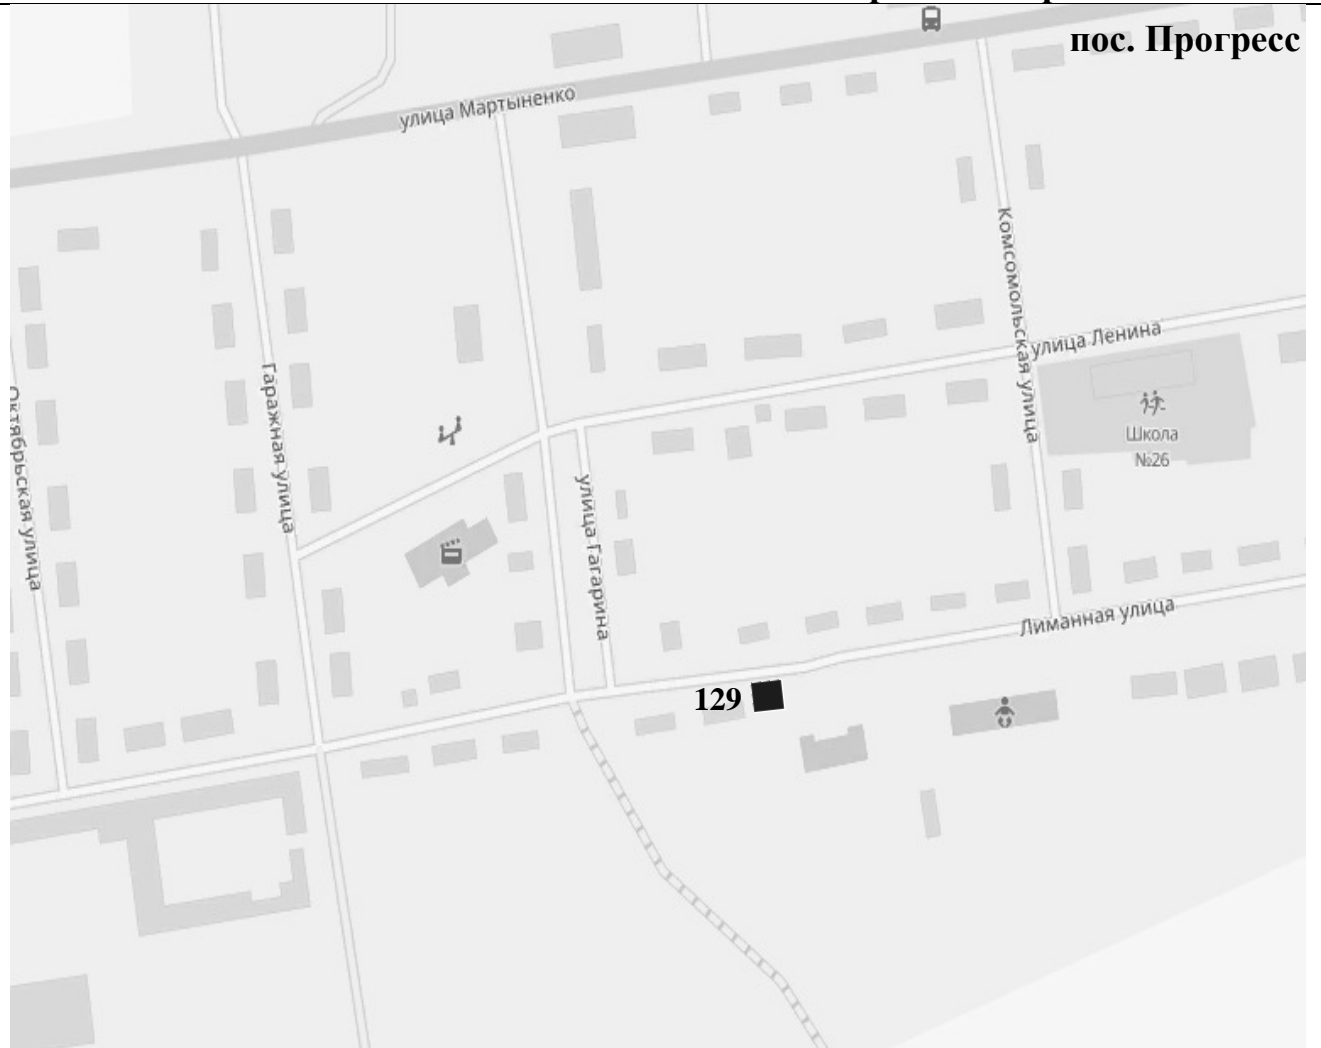 пос. Прогресс
улица Мартыненко
Комсомольская улица
улица Ленина
Гаражная улица
Октябрьская улица
Школа
№26
улица Гагарина
Лиманная улица
129